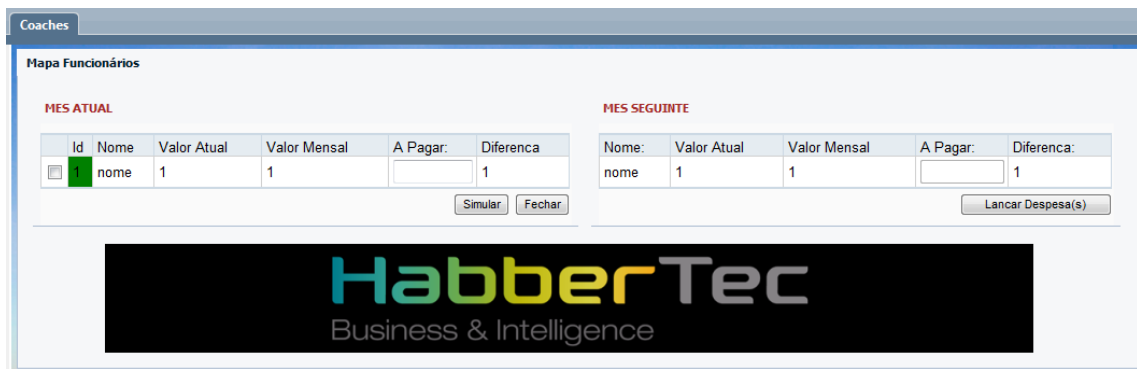 Coaches
Mapa Funcionários
MES ATUAL
Id Nome Valor Atual Valor Mensal A Pagar: Diferenca
1 nome 1 1 1
Simular Fechar
MES SEGUINTE
Nome: Valor Atual Valor Mensal A Pagar: Diferenca:
nome 1 1 1
Lancar Despesa(s)
HabberTec
Business & Intelligence